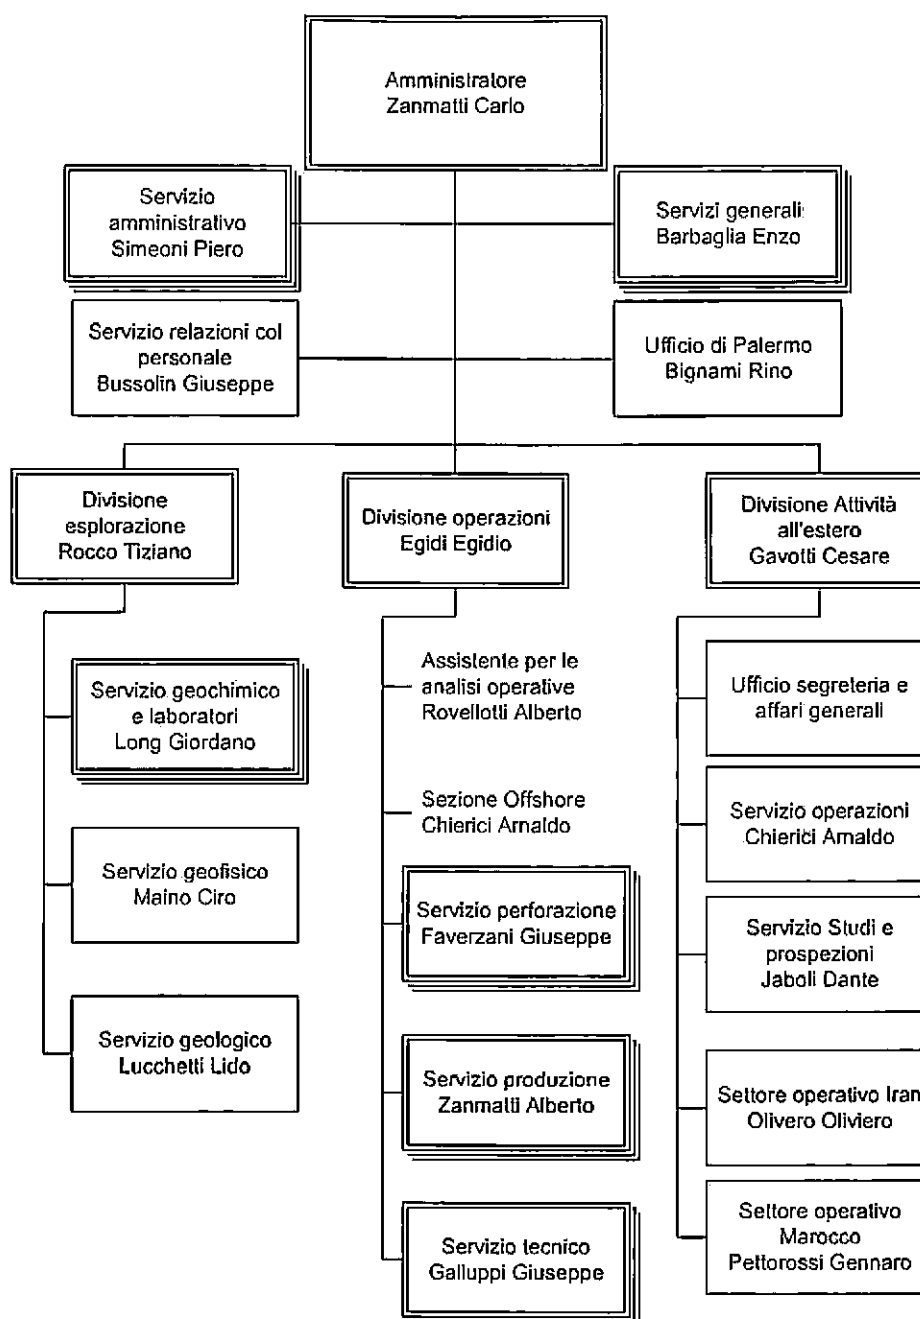 Amministratore
Zanmatti Carlo
Servizio
amministrativo
Simeoni Piero
Servizi generali
Barbaglia Enzo
Servizio relazioni col
personale
Bussolin Giuseppe
Ufficio di Palermo
Bignami Rino
Divisione
esplorazione
Rocco Tiziano
Divisione operazioni
Egidi Egidio
Divisione Attività
all'estero
Gavotti Cesare
Servizio geochimico
e laboratori
Long Giordano
Servizio geofisico
Maino Ciro
Servizio geologico
Lucchetti Lido
Assistente per le
analisi operative
Rovellotti Alberto
Sezione Offshore
Chierici Arnaldo
Servizio perforazione
Faverzani Giuseppe
Servizio produzione
Zanmatti Alberto
Servizio tecnico
Galluppi Giuseppe
Ufficio segreteria e
affari generali
Servizio operazioni
Chierici Arnaldo
Servizio Studi e
prospezioni
Jaboli Dante
Settore operativo Iran
Olivero Oliviero
Settore operativo
Marocco
Pettorossi Gennaro